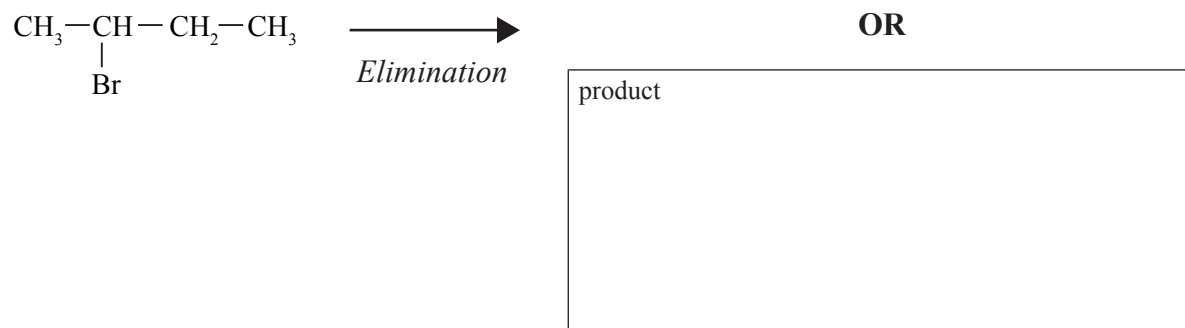 CH₃—CH—CH₂—CH₃
Br
Elimination
OR
product